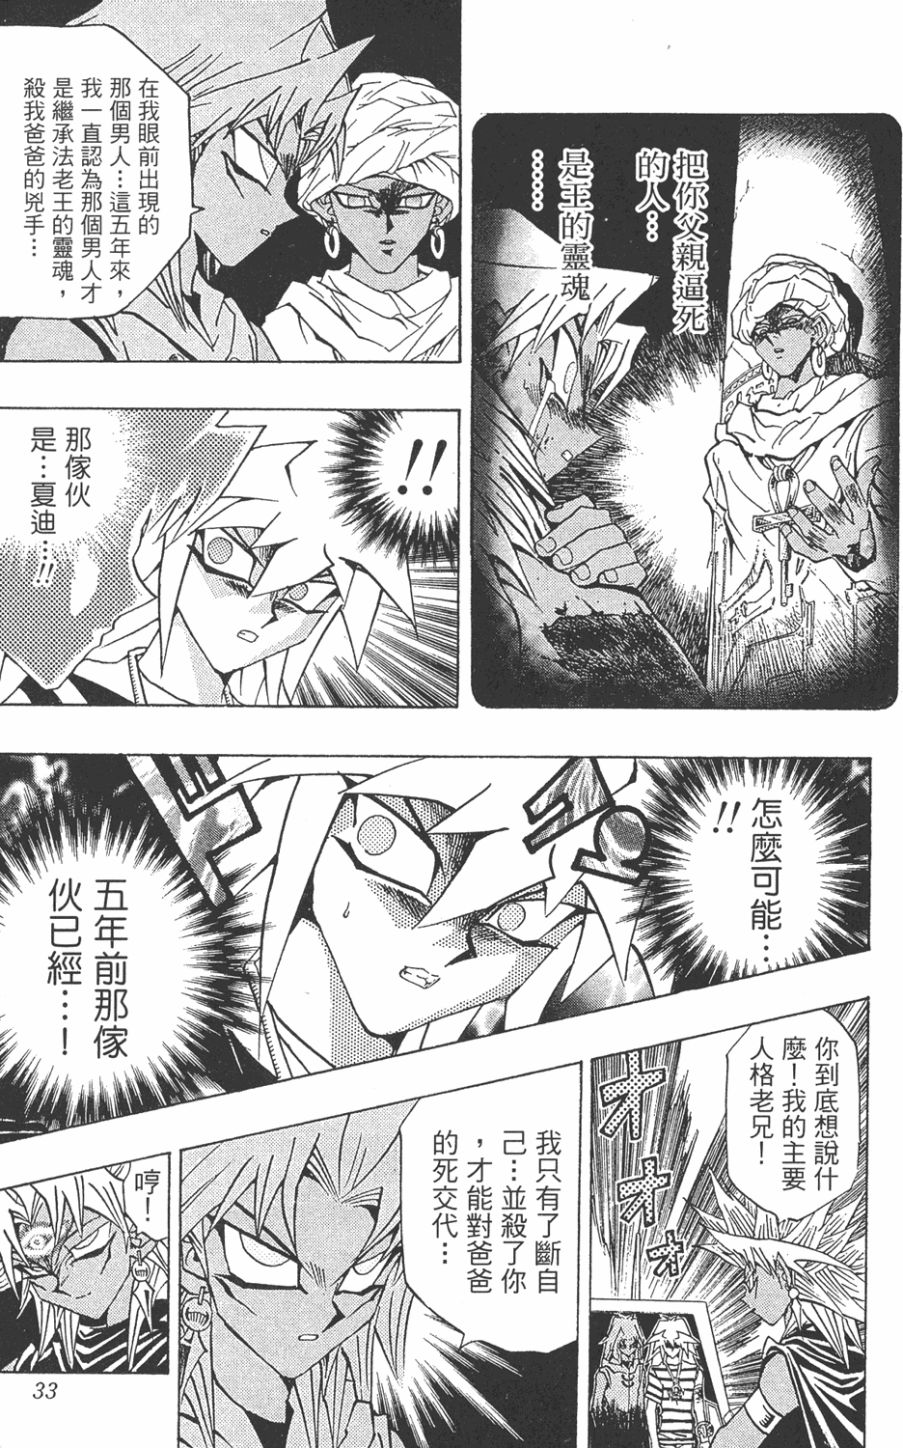 把你父親逼死
的人…
是王的靈魂
……
在我眼前出現的
那個男人…這五年來，
我一直認為那個男人才
是繼承法老王的靈魂，
殺我爸爸的兇手…
!!
那傢伙
是…夏迪…!!
怎麼可能…
!!
五年前那傢
伙已經…！
你到底想說什
麼！我的主要
人格老兄！
オオオ
我只有了斷自
己…並殺了你
，才能對爸爸
的死交代…
哼！
33